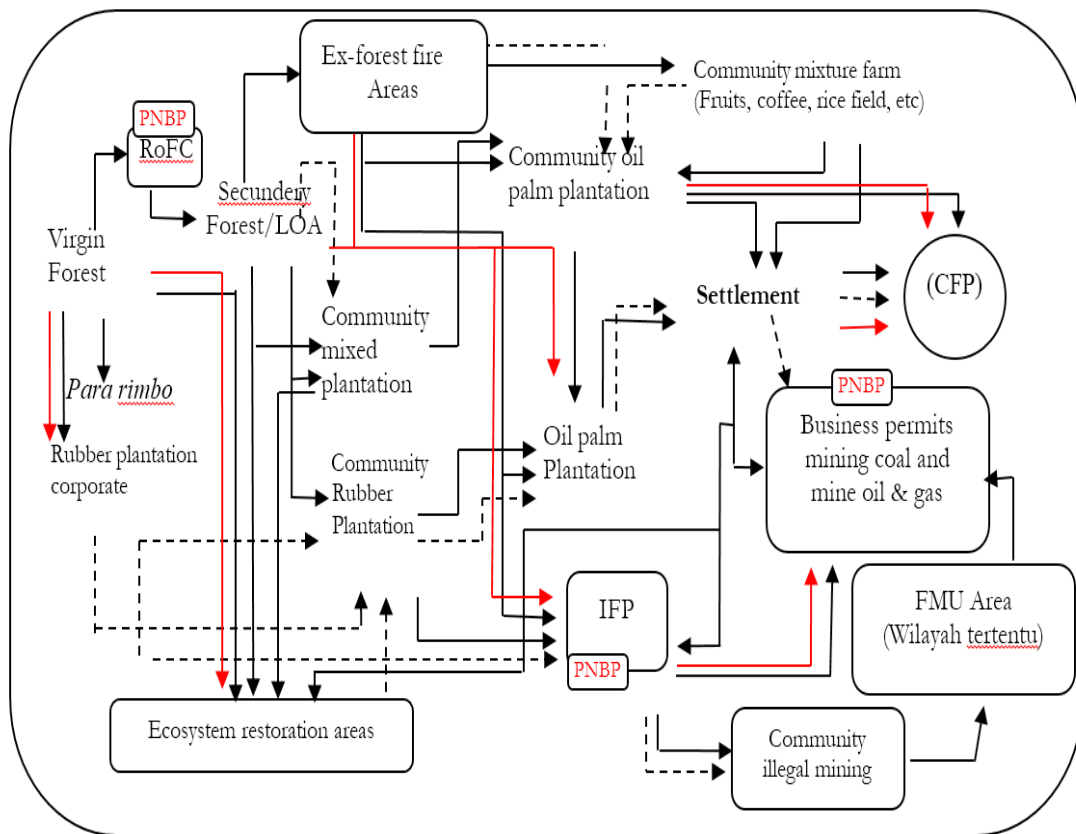 Ex-forest fire
Areas
Community mixture farm
(Fruits, coffee, rice field, etc)
PNBP
RoFC
Secundery
Forest/LOA
Community oil
palm plantation
Virgin
Forest
Settlement
(CFP)
Community
mixed
plantation
Para rimbo
PNBP
Business permits
mining coal and
mine oil & gas
Rubber plantation
corporate
Community
Rubber
Plantation
Oil palm
Plantation
IFP
PNBP
FMU Area
(Wilayah tertentu)
Ecosystem restoration areas
Community
illegal mining